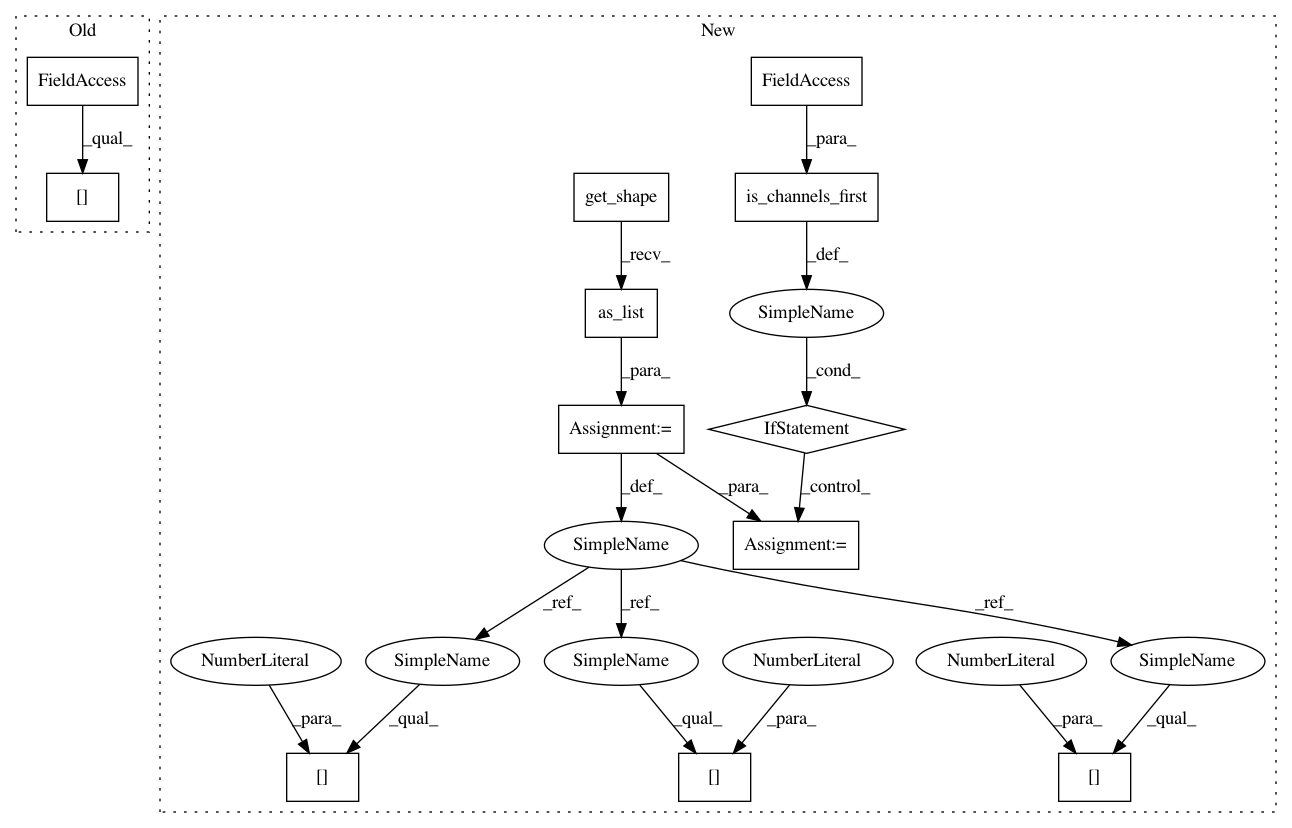 Old
New
FieldAccess
FieldAccess
_qual_
_para_
[]
get_shape
is_channels_first
_recv_
_def_
as_list
SimpleName
_para_
_cond_
Assignment:=
IfStatement
_def_
_para_
_control_
SimpleName
Assignment:=
_ref_
_ref_
_ref_
NumberLiteral
SimpleName
SimpleName
NumberLiteral
NumberLiteral
SimpleName
_para_
_qual_
_qual_
_para_
_para_
_qual_
[]
[]
[]